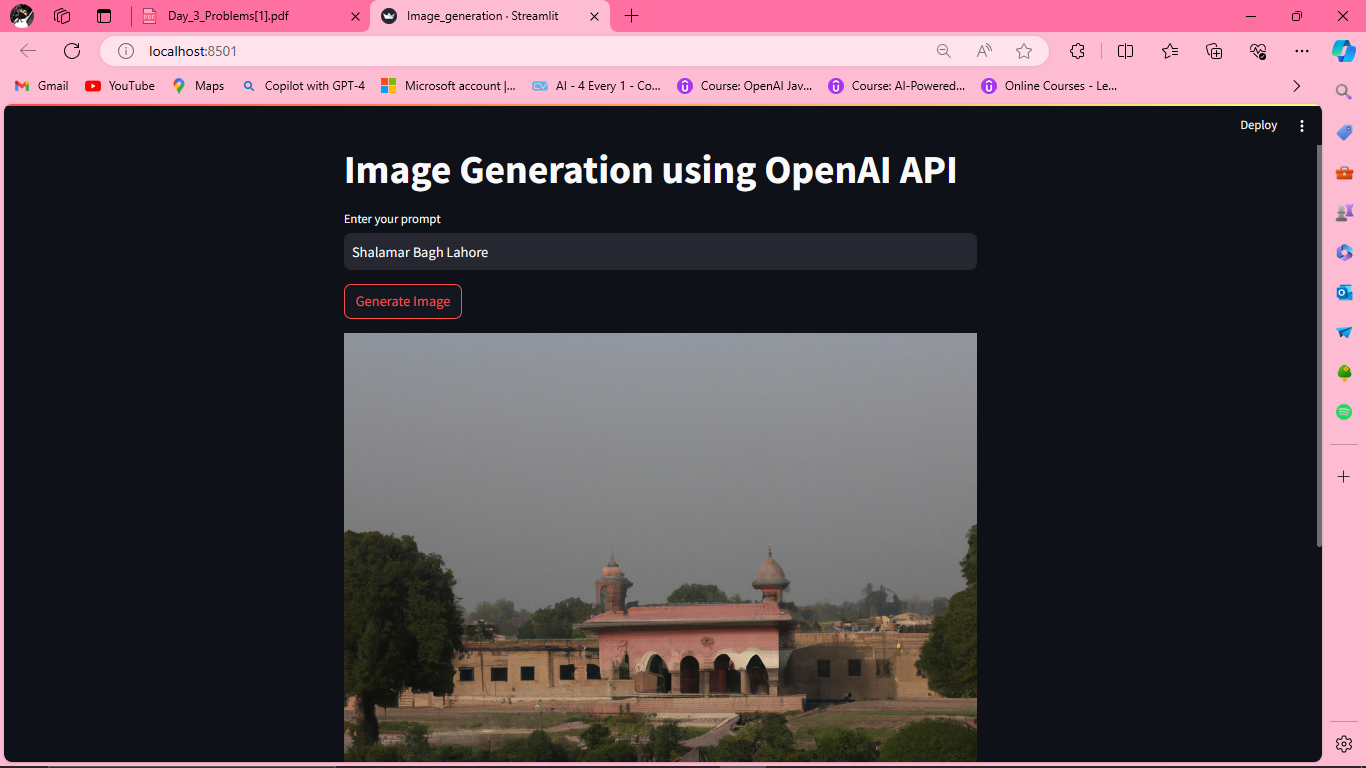 Day_3_Problems[1].pdf
Image_generation · Streamlit
localhost:8501
Gmail
YouTube
Maps
Copilot with GPT-4
Microsoft account |...
AI - 4 Every 1 - Co...
Course: OpenAI Jav...
Course: AI-Powered...
Online Courses - Le...
Deploy
Image Generation using OpenAI API
Enter your prompt
Shalamar Bagh Lahore
Generate Image